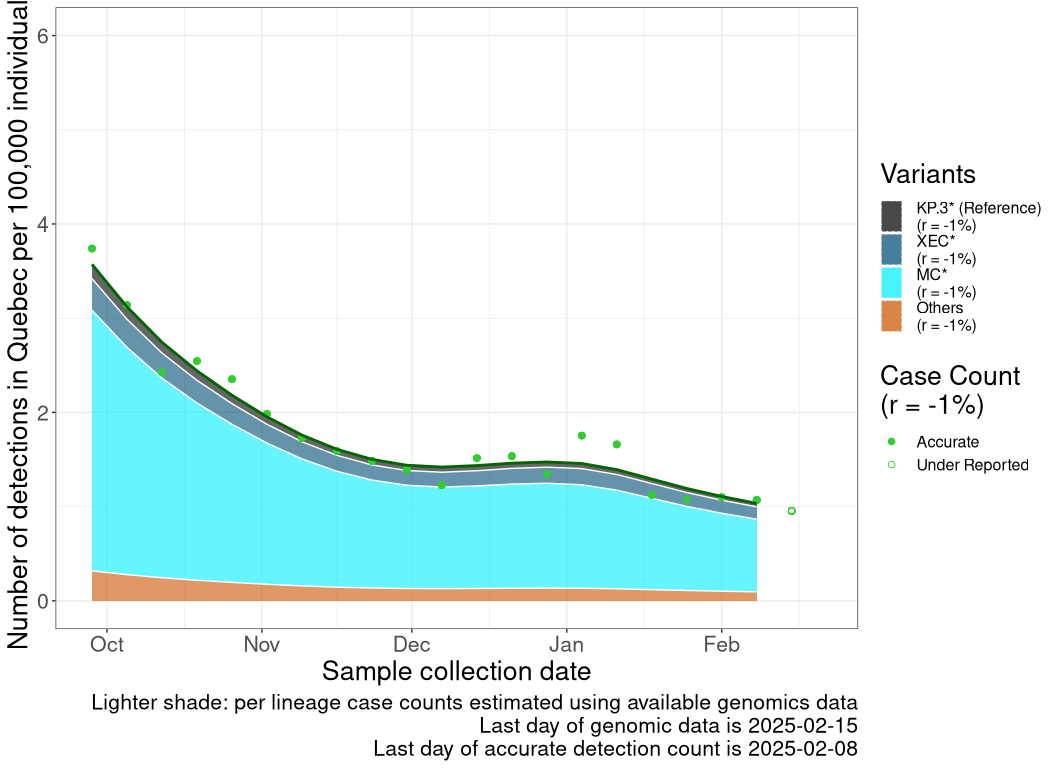 Number of detections in Quebec per 100,000 individual
6
4
2
0
Oct
Nov
Dec
Jan
Feb
Sample collection date
Lighter shade: per lineage case counts estimated using available genomics data
Last day of genomic data is 2025-02-15
Last day of accurate detection count is 2025-02-08
Variants
KP.3* (Reference)
(r = -1%)
XEC*
(r = -1%)
MC*
(r = -1%)
Others
(r = -1%)
Case Count
(r = -1%)
Accurate
Under Reported